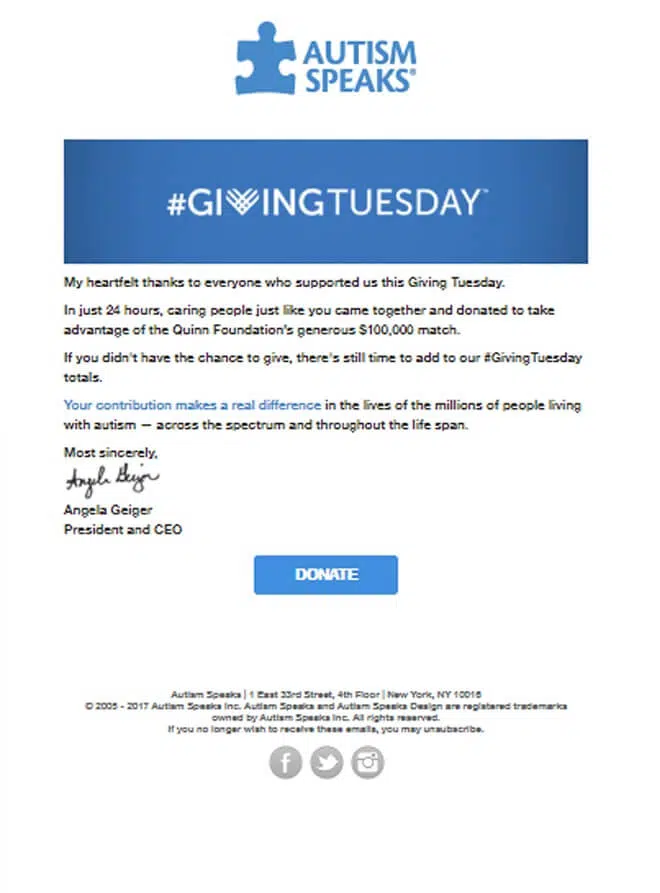 AUTISM
SPEAKS®
#GIVINGTUESDAY™
My heartfelt thanks to everyone who supported us this Giving Tuesday.
In just 24 hours, caring people just like you came together and donated to take
advantage of the Quinn Foundation's generous $100,000 match.
If you didn't have the chance to give, there's still time to add to our #GivingTuesday
totals.
Your contribution makes a real difference in the lives of the millions of people living
with autism — across the spectrum and throughout the life span.
Most sincerely,
Angela Geiger
Angela Geiger
President and CEO
DONATE
Autism Speaks | 1 East 33rd Street, 4th Floor | New York, NY 10016
© 2005 - 2017 Autism Speaks Inc. Autism Speaks and Autism Speaks Design are registered trademarks
owned by Autism Speaks Inc. All rights reserved.
If you no longer wish to receive these emails, you may unsubscribe.